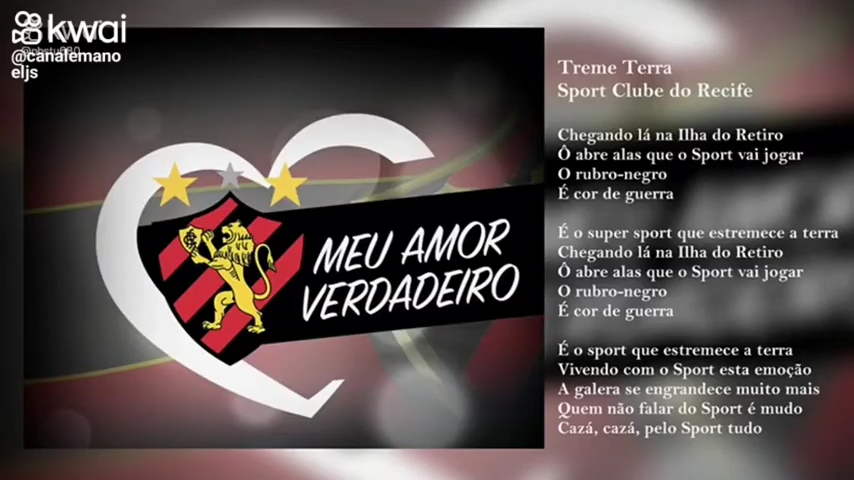 kwai
@canalemano
eljs
MEU AMOR
VERDADEIRO
Treme Terra
Sport Clube do Recife
Chegando lá na Ilha do Retiro
Ô abre alas que o Sport vai jogar
O rubro-negro
É cor de guerra
É o super sport que estremece a terra
Chegando lá na Ilha do Retiro
Ô abre alas que o Sport vai jogar
O rubro-negro
É cor de guerra
É o sport que estremece a terra
Vivendo com o Sport esta emoção
A galera se engrandece muito mais
Quem não falar do Sport é mudo
Cazá, cazá, pelo Sport tudo